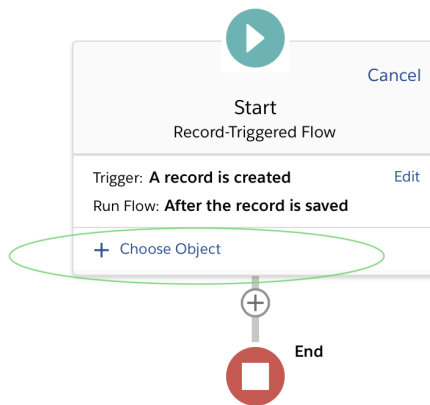 Cancel
Start
Record-Triggered Flow
Trigger: A record is created Edit
Run Flow: After the record is saved
+ Choose Object
End